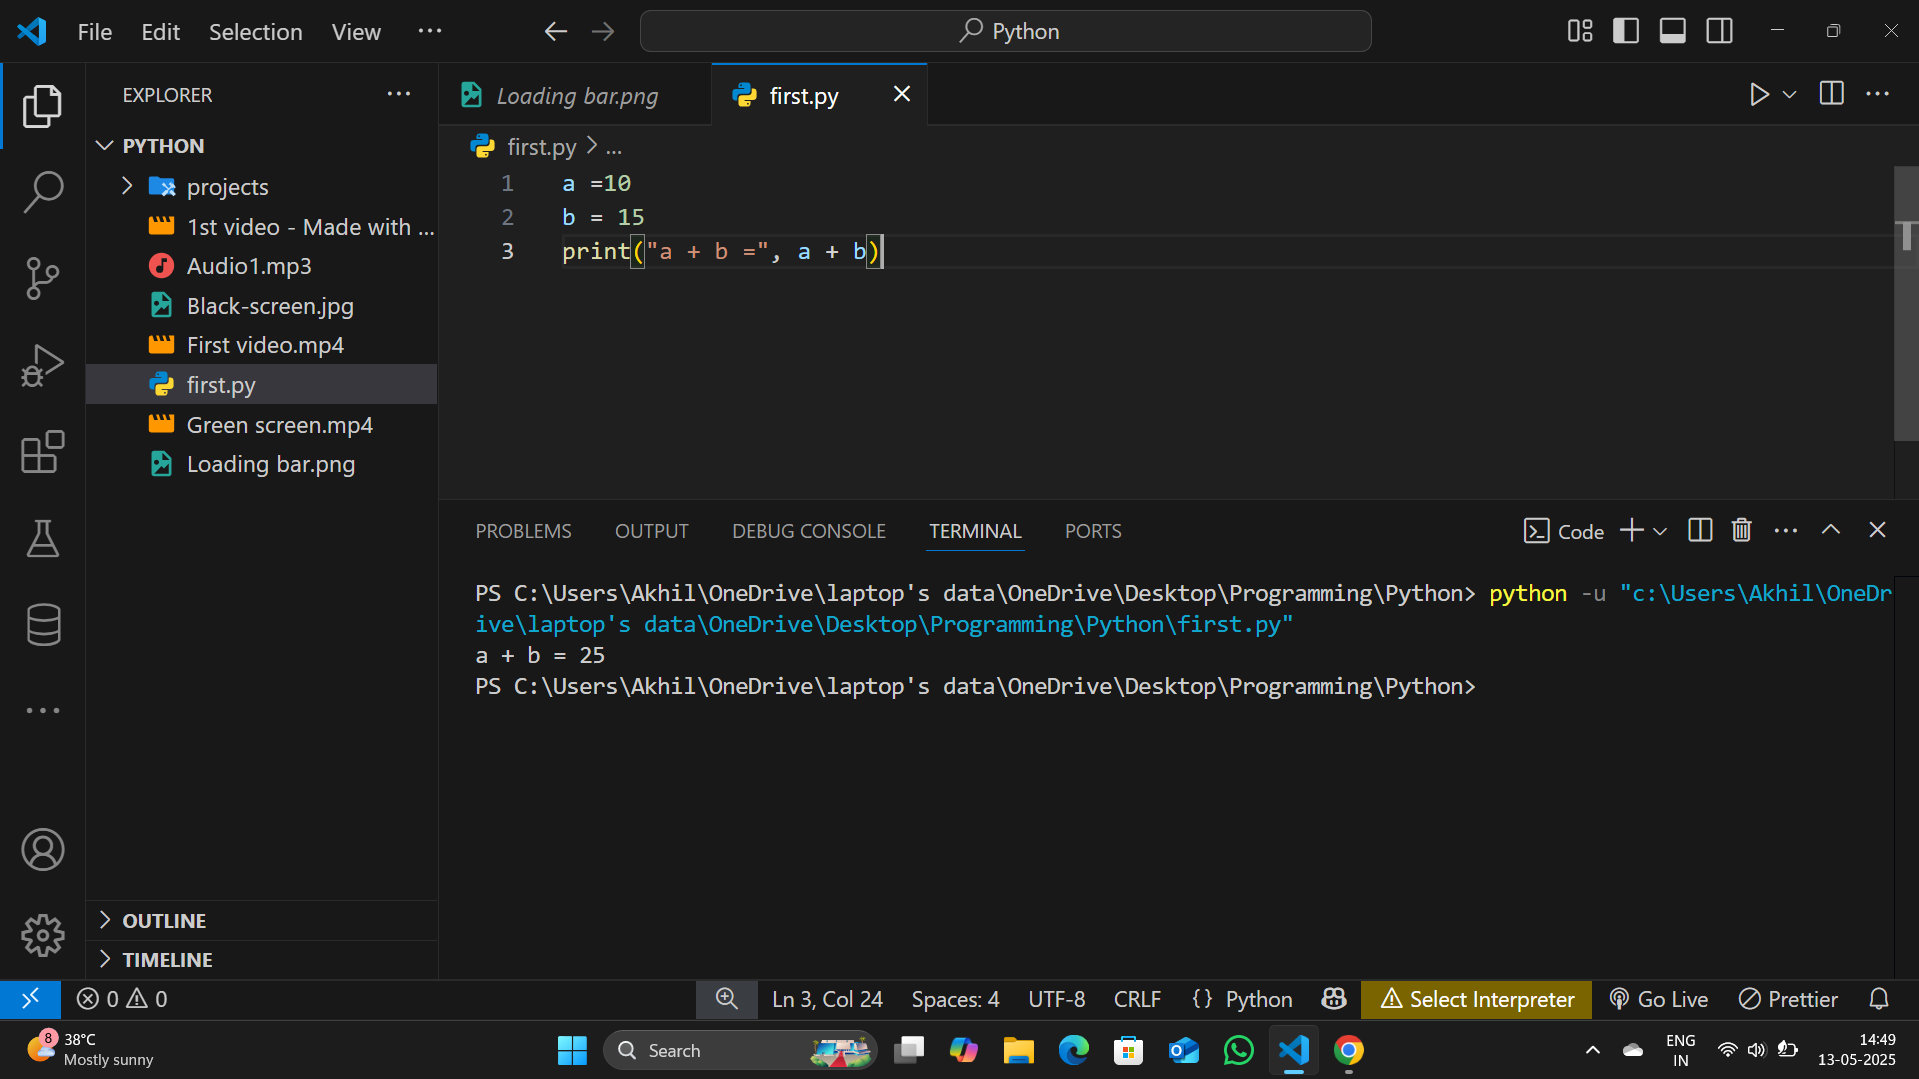 File Edit Selection View ···
Python
EXPLORER ···
PYTHON
projects
1st video - Made with ...
Audio1.mp3
Black-screen.jpg
First video.mp4
first.py
Green screen.mp4
Loading bar.png
OUTLINE
TIMELINE
Loading bar.png
first.py
first.py > ...
1 a =10
2 b = 15
3 print("a + b =", a + b)
PROBLEMS OUTPUT DEBUG CONSOLE TERMINAL PORTS
Code
PS C:\Users\Akhil\OneDrive\laptop's data\OneDrive\Desktop\Programming\Python> python -u "c:\Users\Akhil\OneDr
ive\laptop's data\OneDrive\Desktop\Programming\Python\first.py"
a + b = 25
PS C:\Users\Akhil\OneDrive\laptop's data\OneDrive\Desktop\Programming\Python>
0 0 Ln 3, Col 24 Spaces: 4 UTF-8 CRLF {} Python Select Interpreter Go Live Prettier
8
38°C
Mostly sunny
Search
ENG
IN
14:49
13-05-2025